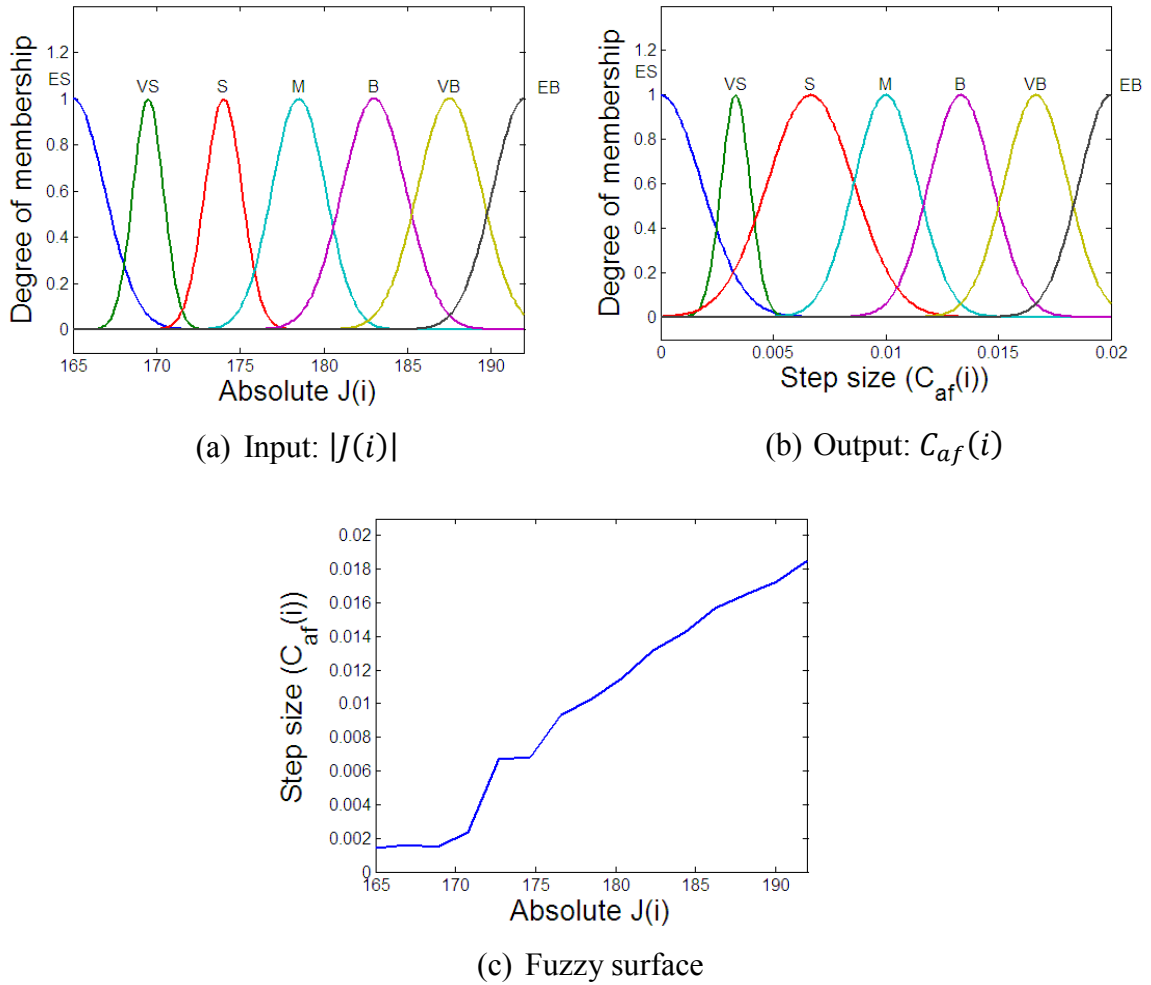 1.2
1
0.8
0.6
0.4
0.2
0
Degree of membership
ES VS S M B VB EB
165 170 175 180 185 190
Absolute J(i)
(a) Input: |J(i)|
1.2
1
0.8
0.6
0.4
0.2
0
Degree of membership
ES VS S M B VB EB
0 0.005 0.01 0.015 0.02
Step size (C_af(i))
(b) Output: C_af(i)
0.02
0.018
0.016
0.014
0.012
0.01
0.008
0.006
0.004
0.002
0
Step size (C_af(i))
165 170 175 180 185 190
Absolute J(i)
(c) Fuzzy surface